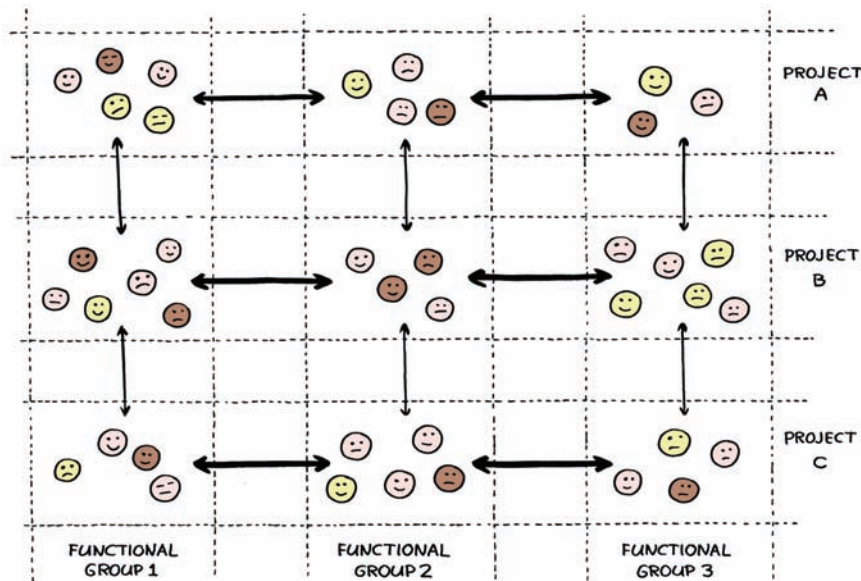 PROJECT
A
PROJECT
B
PROJECT
C
FUNCTIONAL
GROUP 1
FUNCTIONAL
GROUP 2
FUNCTIONAL
GROUP 3